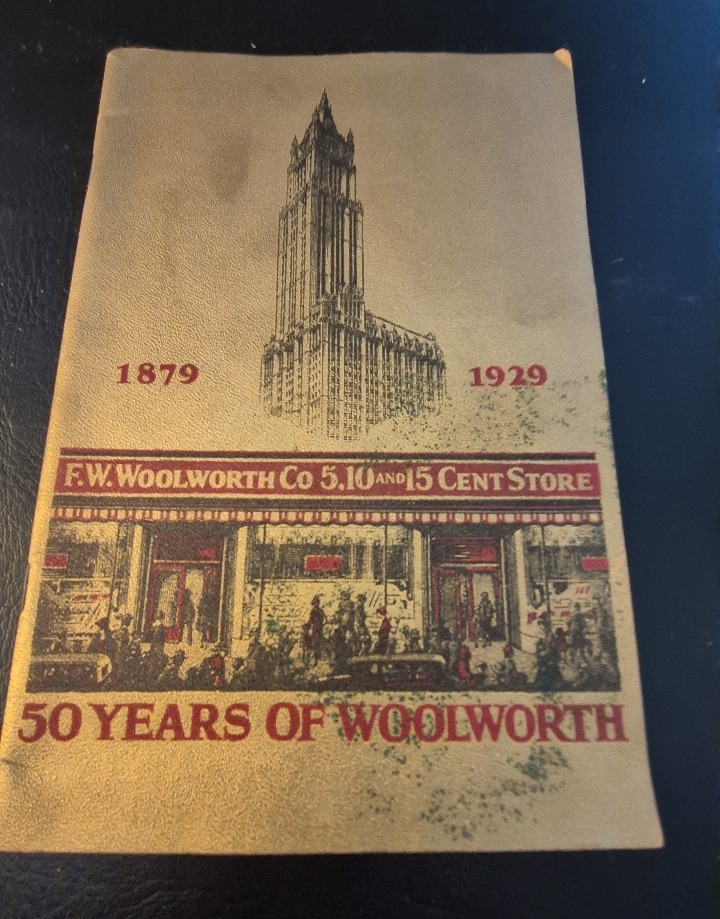 1879 1929
F.W. WOOLWORTH CO 5, 10 AND 15 CENT STORE
50 YEARS OF WOOLWORTH